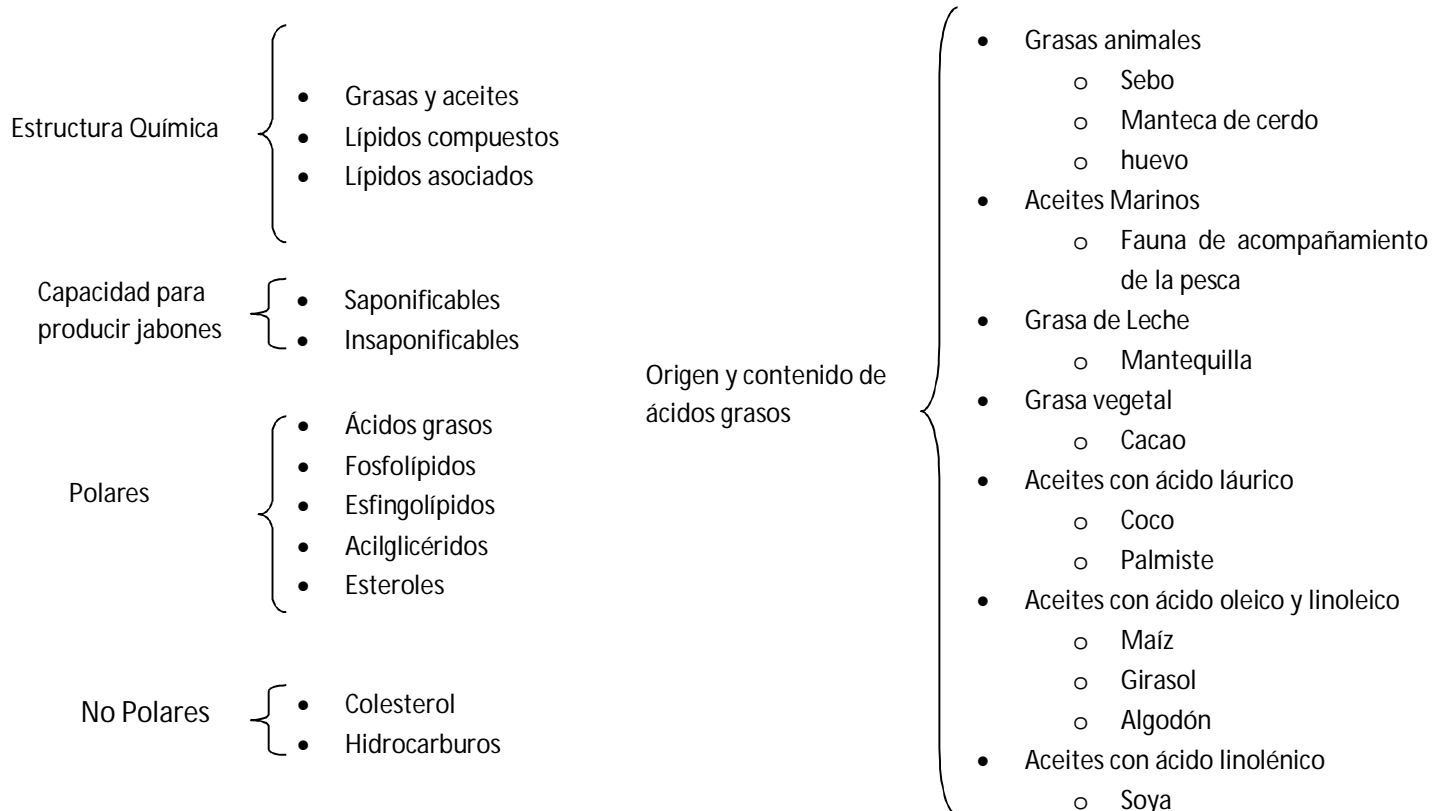 Estructura Química
• Grasas y aceites
• Lípidos compuestos
• Lípidos asociados
Capacidad para
producir jabones
• Saponificables
• Insaponificables
Polares
• Ácidos grasos
• Fosfolípidos
• Esfingolípidos
• Acilglicéridos
• Esteroles
No Polares
• Colesterol
• Hidrocarburos
Origen y contenido de
ácidos grasos
• Grasas animales
o Sebo
o Manteca de cerdo
o huevo
• Aceites Marinos
o Fauna de acompañamiento
de la pesca
• Grasa de Leche
o Mantequilla
• Grasa vegetal
o Cacao
• Aceites con ácido láurico
o Coco
o Palmiste
• Aceites con ácido oleico y linoleico
o Maíz
o Girasol
o Algodón
• Aceites con ácido linolénico
o Soya